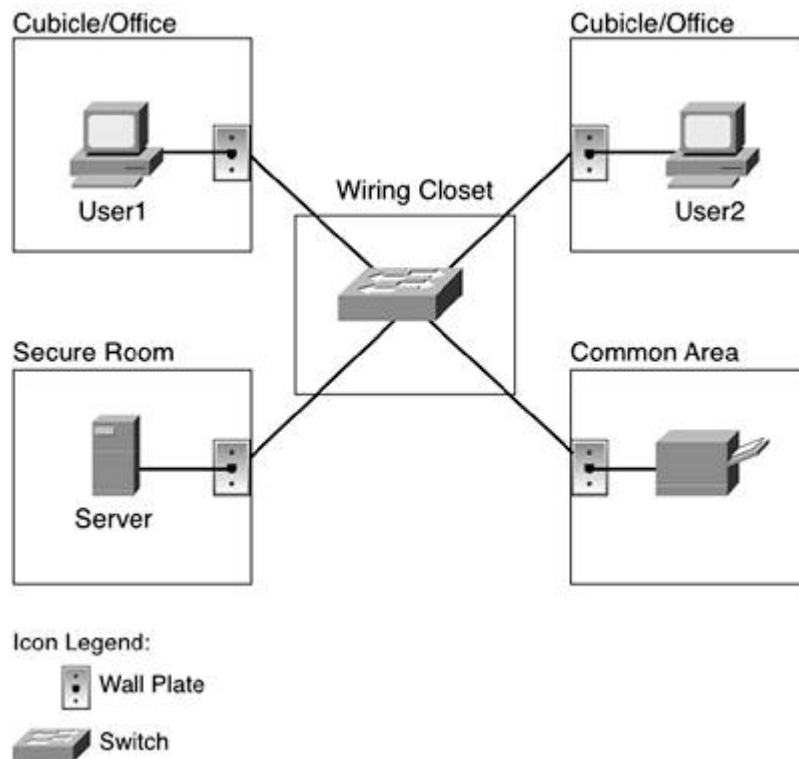 Cubicle/Office
Cubicle/Office
User1
Wiring Closet
User2
Secure Room
Common Area
Server
Icon Legend:
Wall Plate
Switch